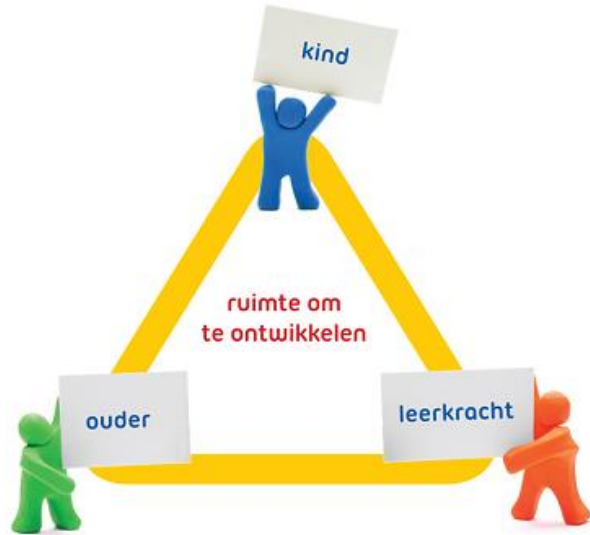 kind
ruimte om
te ontwikkelen
ouder
leerkracht